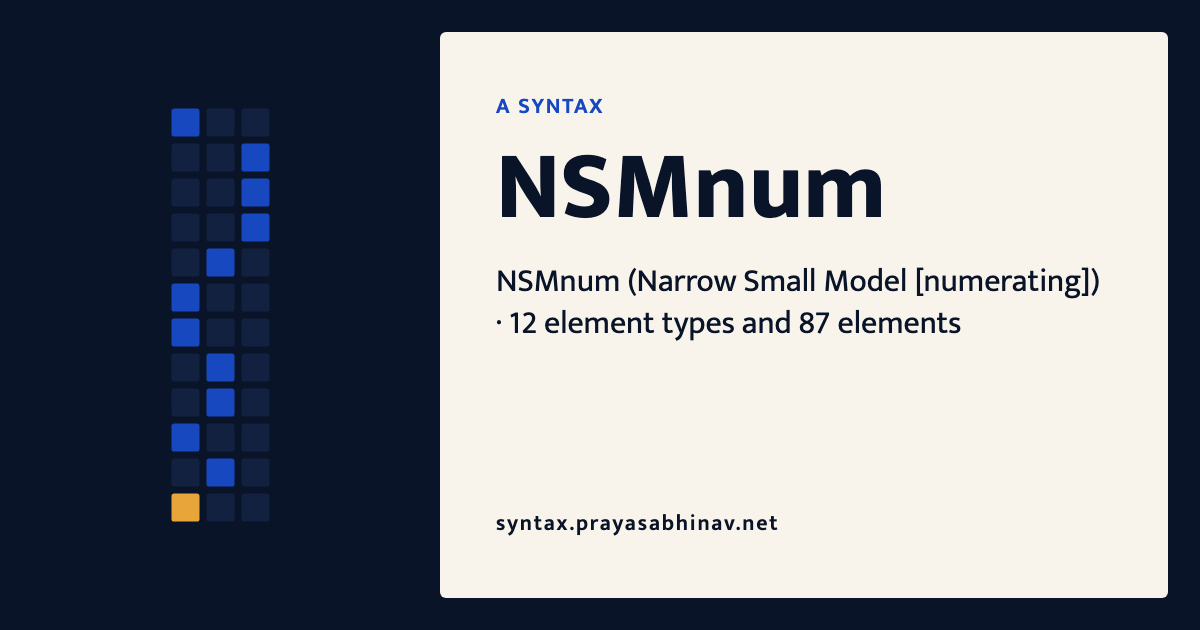 A SYNTAX
NSMnum
NSMnum (Narrow Small Model [numerating])
· 12 element types and 87 elements
syntax.prayasabhinav.net